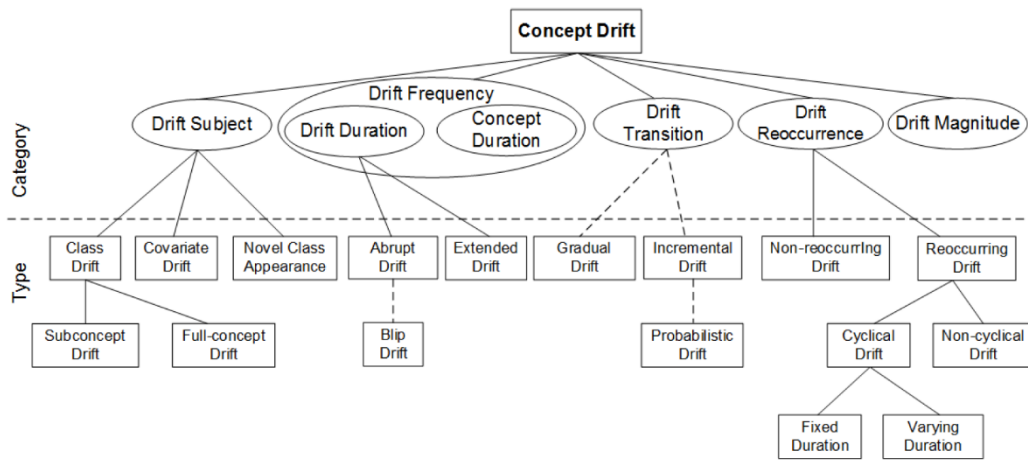 Concept Drift
Category
Drift Subject
Drift Frequency
Drift Duration
Concept
Duration
Drift
Transition
Drift
Reoccurrence
Drift Magnitude
Type
Class
Drift
Covariate
Drift
Novel Class
Appearance
Abrupt
Drift
Extended
Drift
Gradual
Drift
Incremental
Drift
Non-reoccurrIng
Drift
Reoccurring
Drift
Subconcept
Drift
Full-concept
Drift
Blip
Drift
Probabilistic
Drift
Cyclical
Drift
Non-cyclical
Drift
Fixed
Duration
Varying
Duration